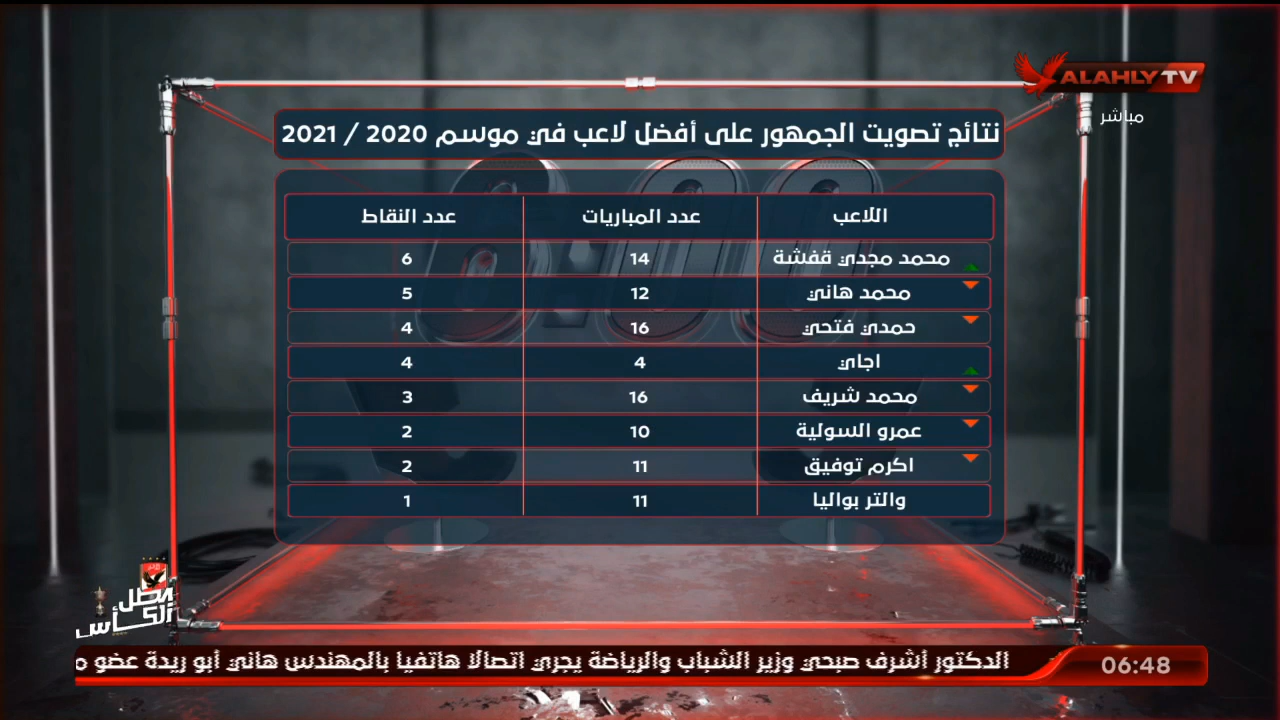 ALAHLY TV
مباشر
نتائج تصويت الجمهور على أفضل لاعب في موسم 2020 / 2021
اللاعب عدد المباريات عدد النقاط
محمد مجدي قفشة 14 6
محمد هاني 12 5
حمدي فتحي 16 4
اجاي 4 4
محمد شريف 16 3
عمرو السولية 10 2
اكرم توفيق 11 2
والتر بواليا 11 1
بطل الكأس
06:48 الدكتور أشرف صبحي وزير الشباب والرياضة يجري اتصالا هاتفيا بالمهندس هاني أبو ريدة عضو م